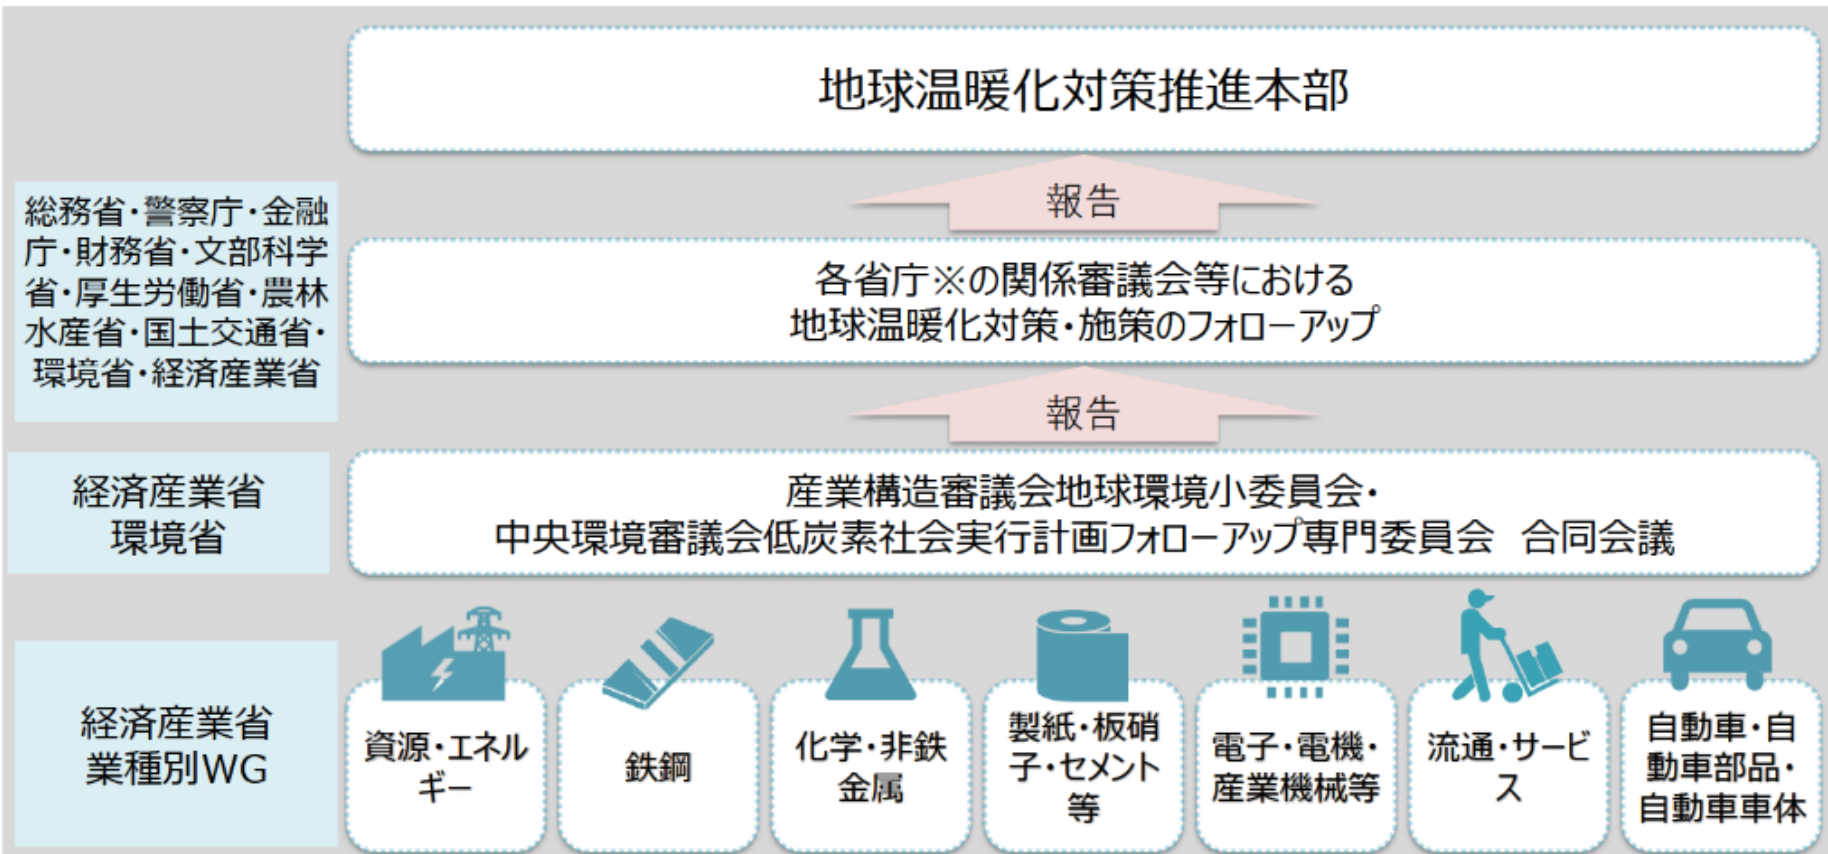 地球温暖化対策推進本部
報告
総務省・警察庁・金融
庁・財務省・文部科学
省・厚生労働省・農林
水産省・国土交通省・
環境省・経済産業省
各省庁※の関係審議会等における
地球温暖化対策・施策のフォローアップ
報告
経済産業省
環境省
産業構造審議会地球環境小委員会・
中央環境審議会低炭素社会実行計画フォローアップ専門委員会　合同会議
経済産業省
業種別WG
資源・エネル
ギー
鉄鋼
化学・非鉄
金属
製紙・板硝
子・セメント
等
電子・電機・
産業機械等
流通・サービ
ス
自動車・自
動車部品・
自動車車体